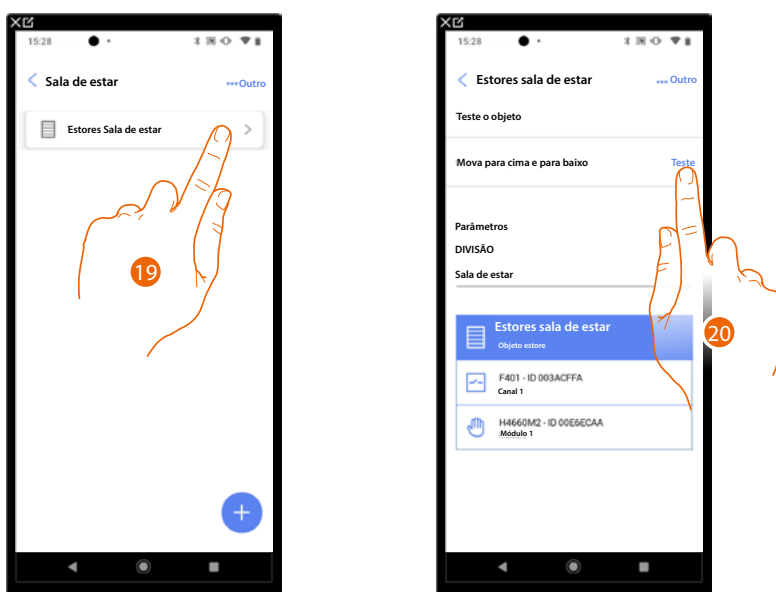 15:28
Sala de estar
Outro
Estores Sala de estar
19
15:28
Estores sala de estar
Outro
Teste o objeto
Mova para cima e para baixo
Teste
Parâmetros
DIVISÃO
Sala de estar
Estores sala de estar
Objeto estore
20
F401 - ID 003ACFFA
Canal 1
H4660M2 - ID 00E6ECAA
Módulo 1